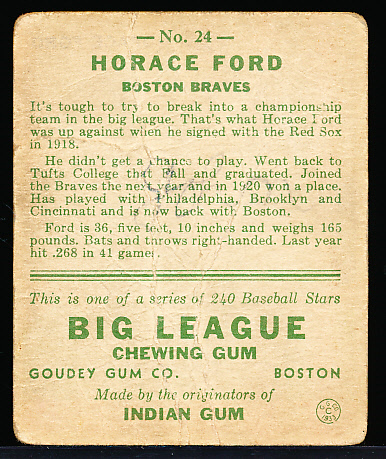 — No. 24 —
HORACE FORD
BOSTON BRAVES
It's tough to try to break into a championship
team in the big league. That's what Horace Ford
was up against when he signed with the Red Sox
in 1918.
He didn't get a chance to play. Went back to
Tufts College that Fall and graduated. Joined
the Braves the next year and in 1920 won a place.
Has played with Philadelphia, Brooklyn and
Cincinnati and is now back with Boston.
Ford is 36, five feet, 10 inches and weighs 165
pounds. Bats and throws right-handed. Last year
hit .268 in 41 games.
This is one of a series of 240 Baseball Stars
BIG LEAGUE
CHEWING GUM
GOUDEY GUM CO. BOSTON
Made by the originators of
INDIAN GUM
G. G. CO.
C
1933